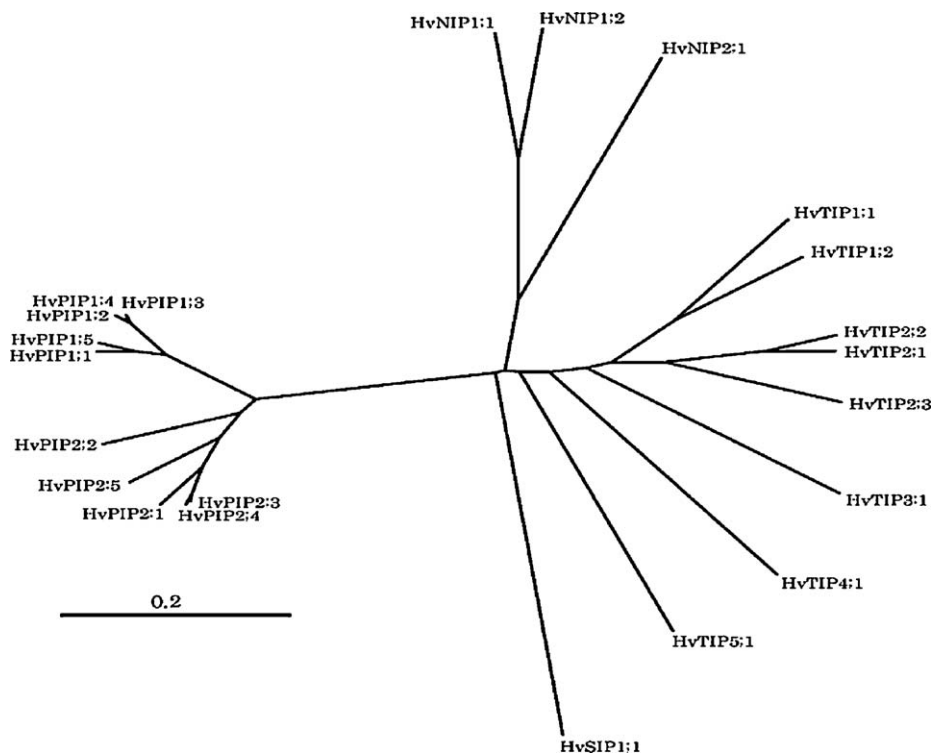 HvNIP1:1
HvNIP1;2
HvNIP2:1
HvTIP1:1
HvTIP1;2
HvPIP1:4
HvPIP1;3
HvPIP1:2
HvPIP1;5
HvPIP1;1
HvTIP2;2
HvTIP2:1
HvTIP2;3
HvPIP2;2
HvPIP2:5
HvPIP2:3
HvPIP2:1
HvPIP2;4
HvTIP3:1
HvTIP4;1
0.2
HvTIP5;1
HvSIP1;1